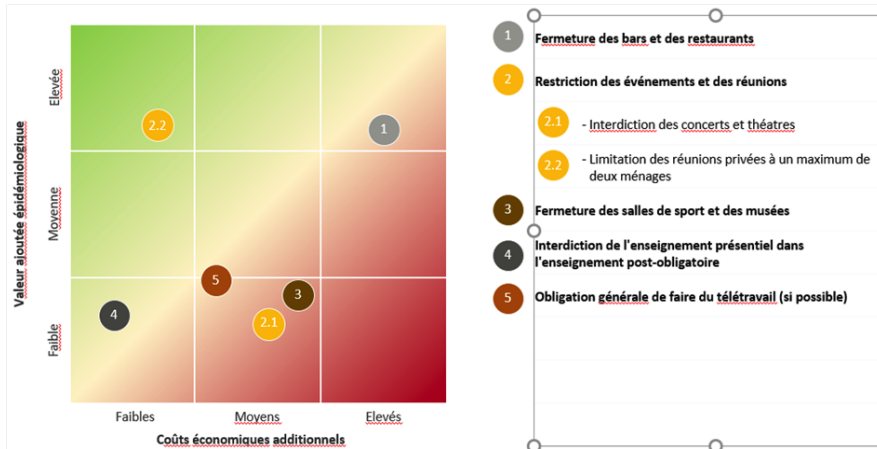 Valeur ajoutée épidémiologique
Elevée
Moyenne
Faible
2.2
1
5
3
4
2.1
Faibles
Moyens
Elevés
Coûts économiques additionnels
1
Fermeture des bars et des restaurants
2
Restriction des événements et des réunions
2.1
- Interdiction des concerts et théatres
2.2
- Limitation des réunions privées à un maximum de
deux ménages
3
Fermeture des salles de sport et des musées
4
Interdiction de l'enseignement présentiel dans
l'enseignement post-obligatoire
5
Obligation générale de faire du télétravail (si possible)